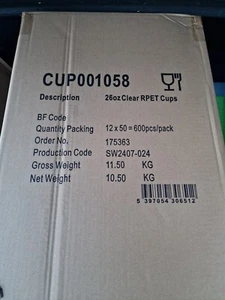 CUP001058
Description 26oz Clear RPET Cups
BF Code
Quantity Packing 12 x 50 = 600pcs/pack
Order No. 175363
Production Code SW2407-024
Gross Weight 11.50 KG
Net Weight 10.50 KG
5 397054 306512